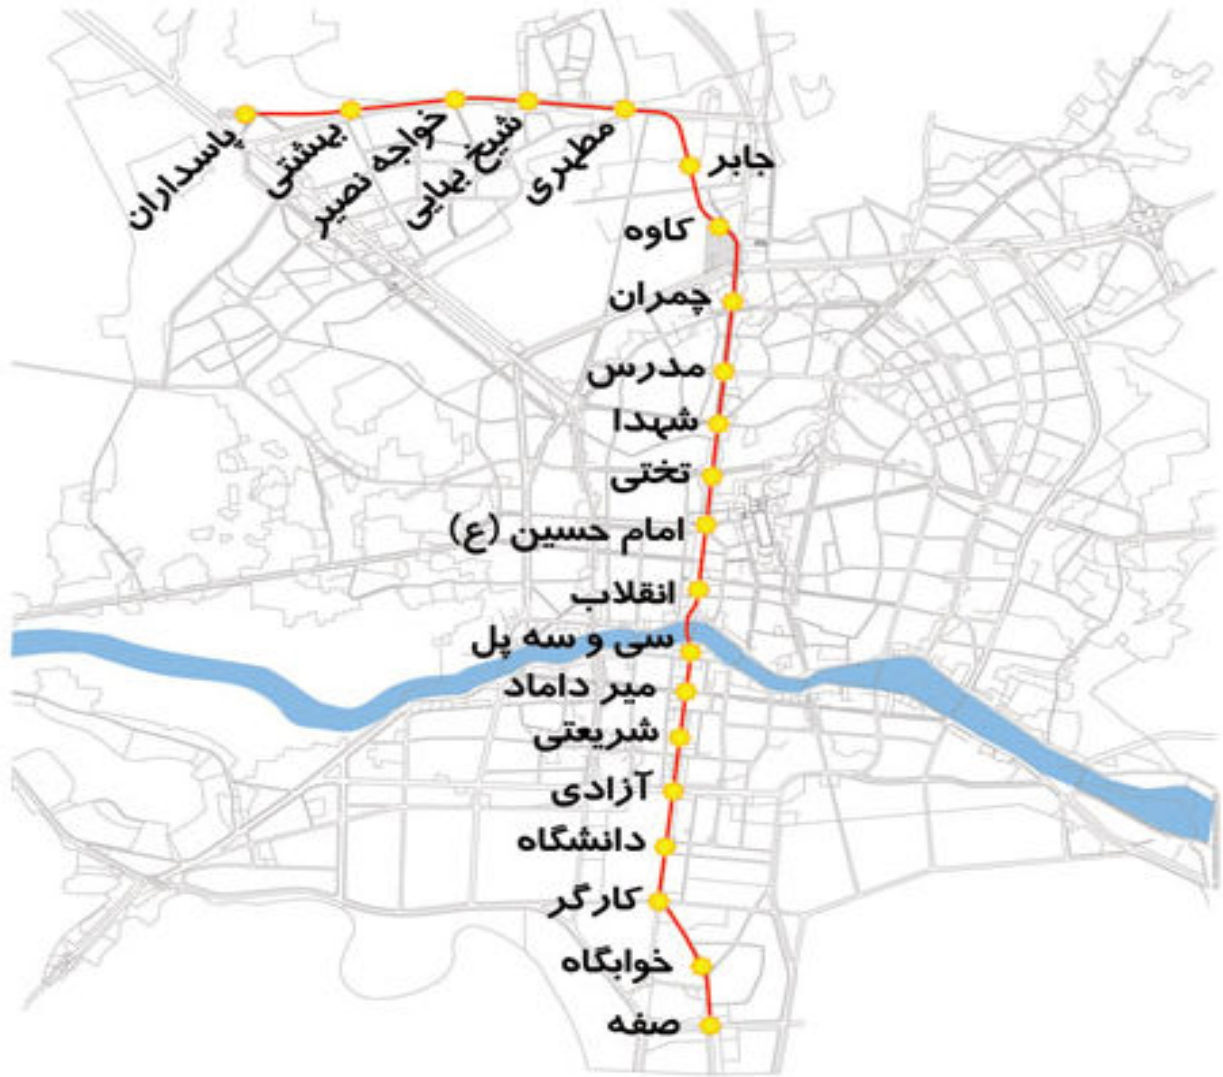 پاسداران
بهشتی
خواجه نصیر
شیخ بهایی
مطهری
جابر
کاوه
چمران
مدرس
شهدا
تختی
امام حسین (ع)
انقلاب
سی و سه پل
میر داماد
شریعتی
آزادی
دانشگاه
کارگر
خوابگاه
صفه